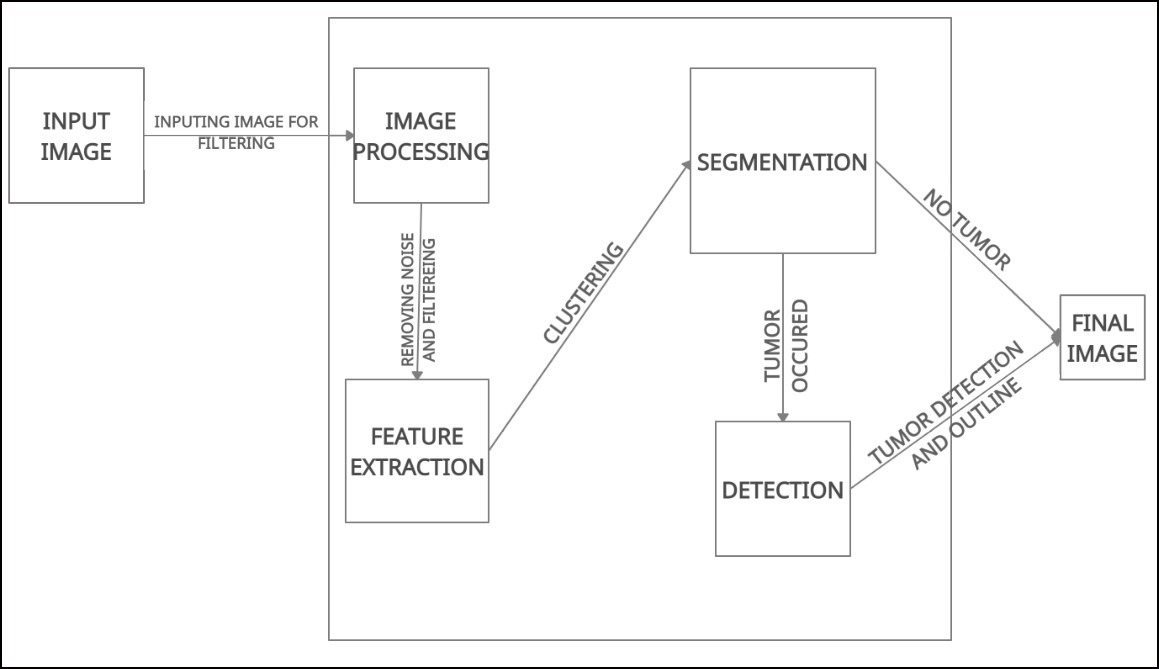 INPUT
IMAGE
INPUTING IMAGE FOR
FILTERING
IMAGE
PROCESSING
REMOVING NOISE
AND FILTEREING
FEATURE
EXTRACTION
CLUSTERING
SEGMENTATION
NO TUMOR
TUMOR
OCCURED
DETECTION
TUMOR DETECTION
AND OUTLINE
FINAL
IMAGE